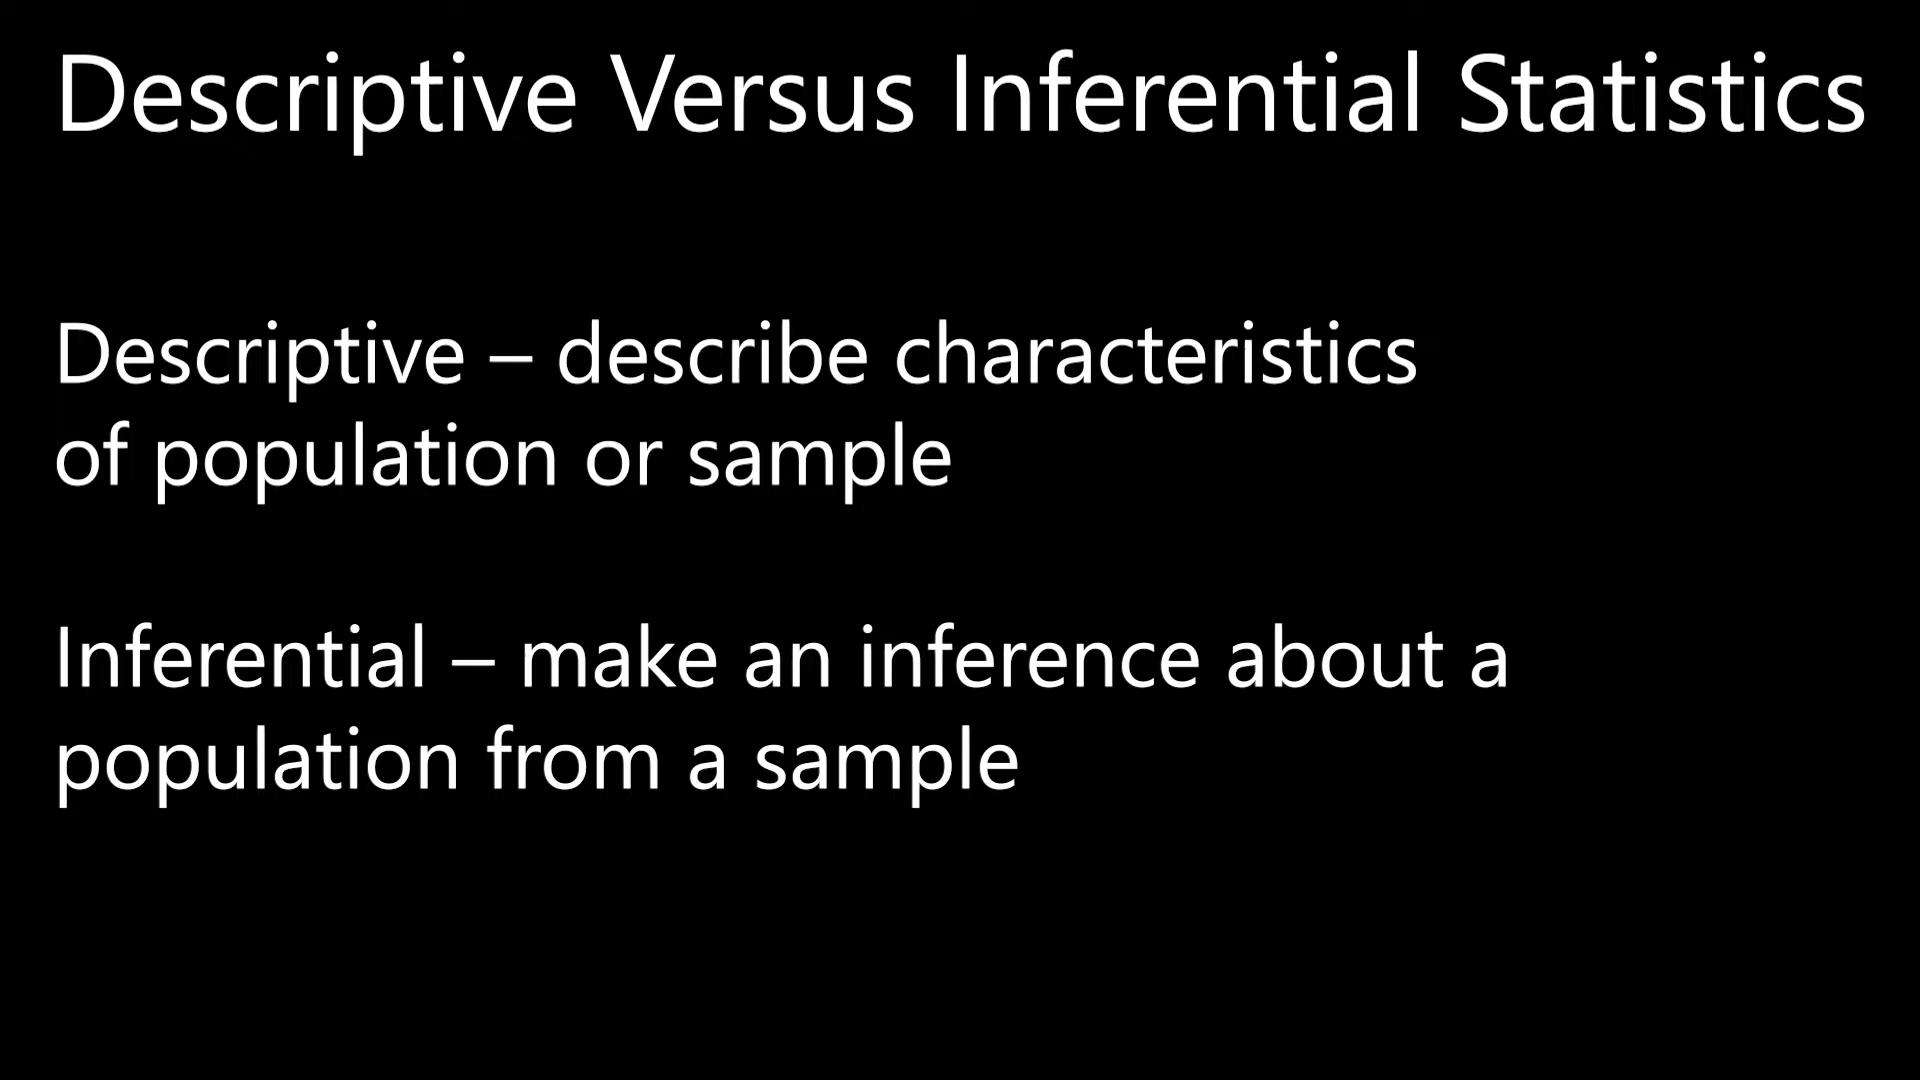 Descriptive Versus Inferential Statistics
Descriptive – describe characteristics
of population or sample
Inferential – make an inference about a
population from a sample